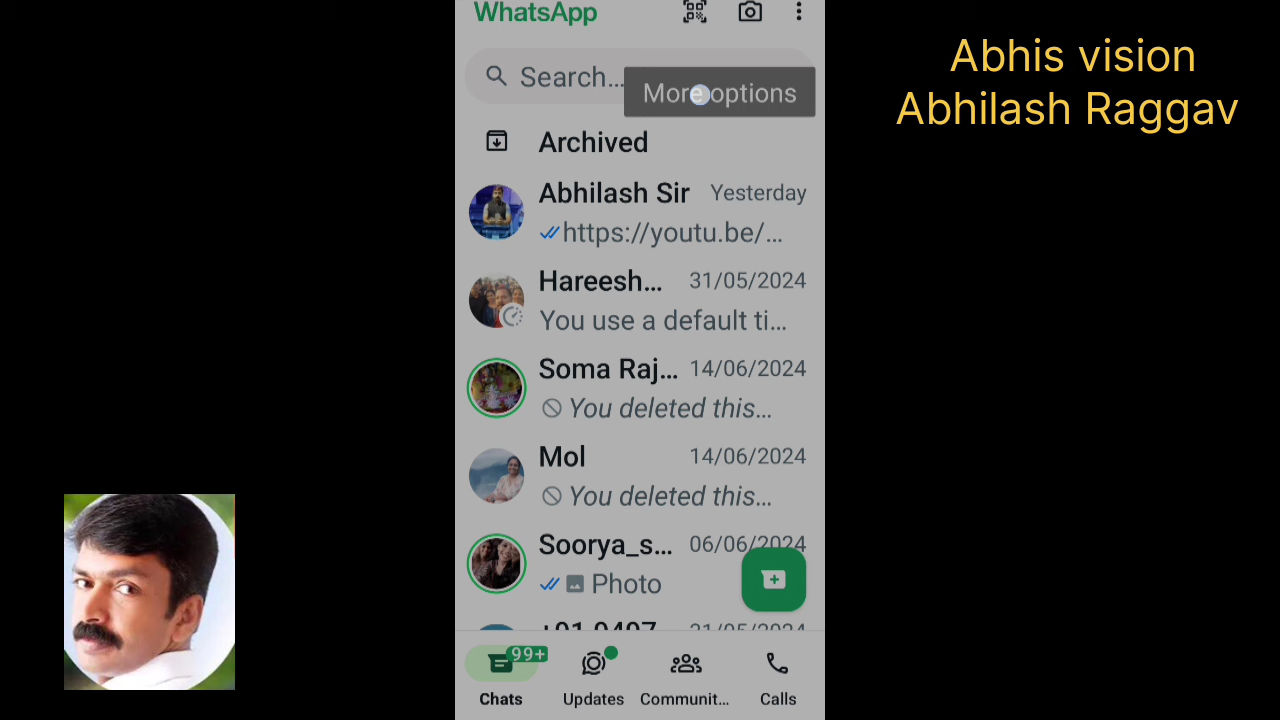 WhatsApp
Search...
More options
Archived
Abhilash Sir Yesterday
https://youtu.be/...
Hareesh... 31/05/2024
You use a default ti...
Soma Raj... 14/06/2024
You deleted this...
Mol 14/06/2024
You deleted this...
Soorya_s... 06/06/2024
Photo
99+
Chats Updates Communit... Calls
Abhis vision
Abhilash Raggav